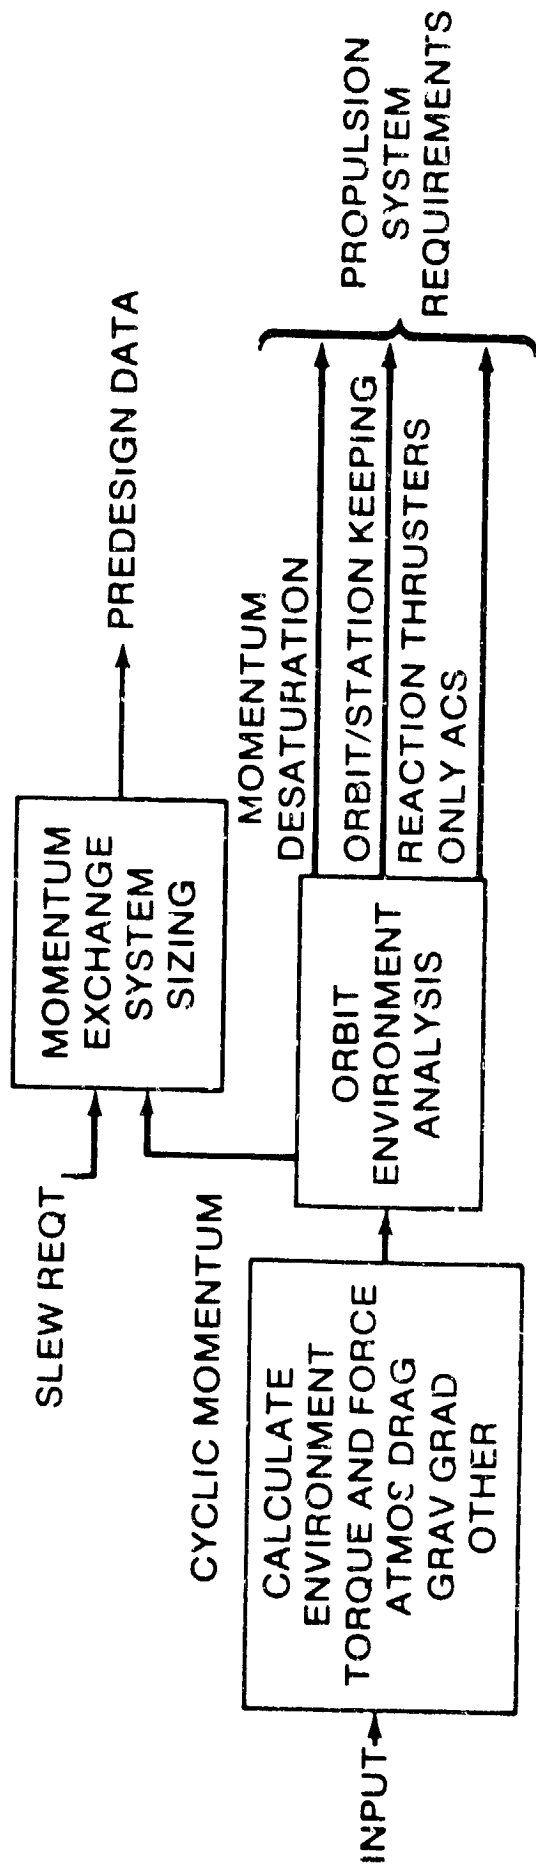 INPUT
CALCULATE
ENVIRONMENT
TORQUE AND FORCE
ATMOS DRAG
GRAV GRAD
OTHER
CYCLIC MOMENTUM
SLEW REQT
MOMENTUM
EXCHANGE
SYSTEM
SIZING
PREDESIGN DATA
ORBIT
ENVIRONMENT
ANALYSIS
MOMENTUM
DESATURATION
ORBIT/STATION KEEPING
REACTION THRUSTERS
ONLY ACS
PROPULSION
SYSTEM
REQUIREMENTS